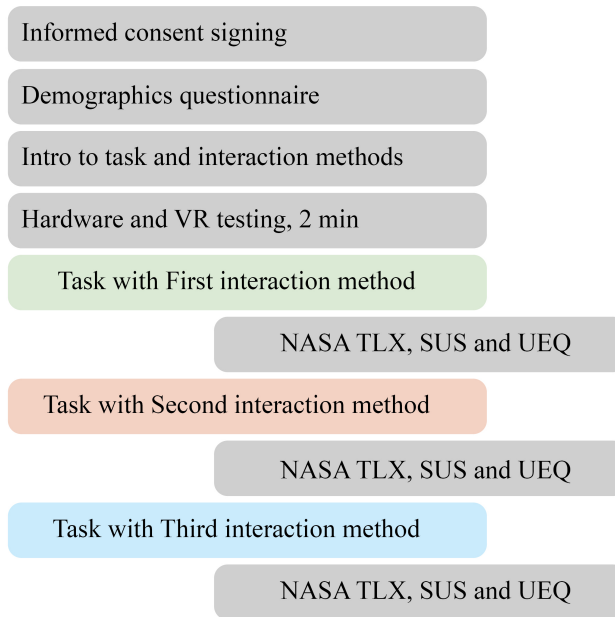 Informed consent signing
Demographics questionnaire
Intro to task and interaction methods
Hardware and VR testing, 2 min
Task with First interaction method
NASA TLX, SUS and UEQ
Task with Second interaction method
NASA TLX, SUS and UEQ
Task with Third interaction method
NASA TLX, SUS and UEQ